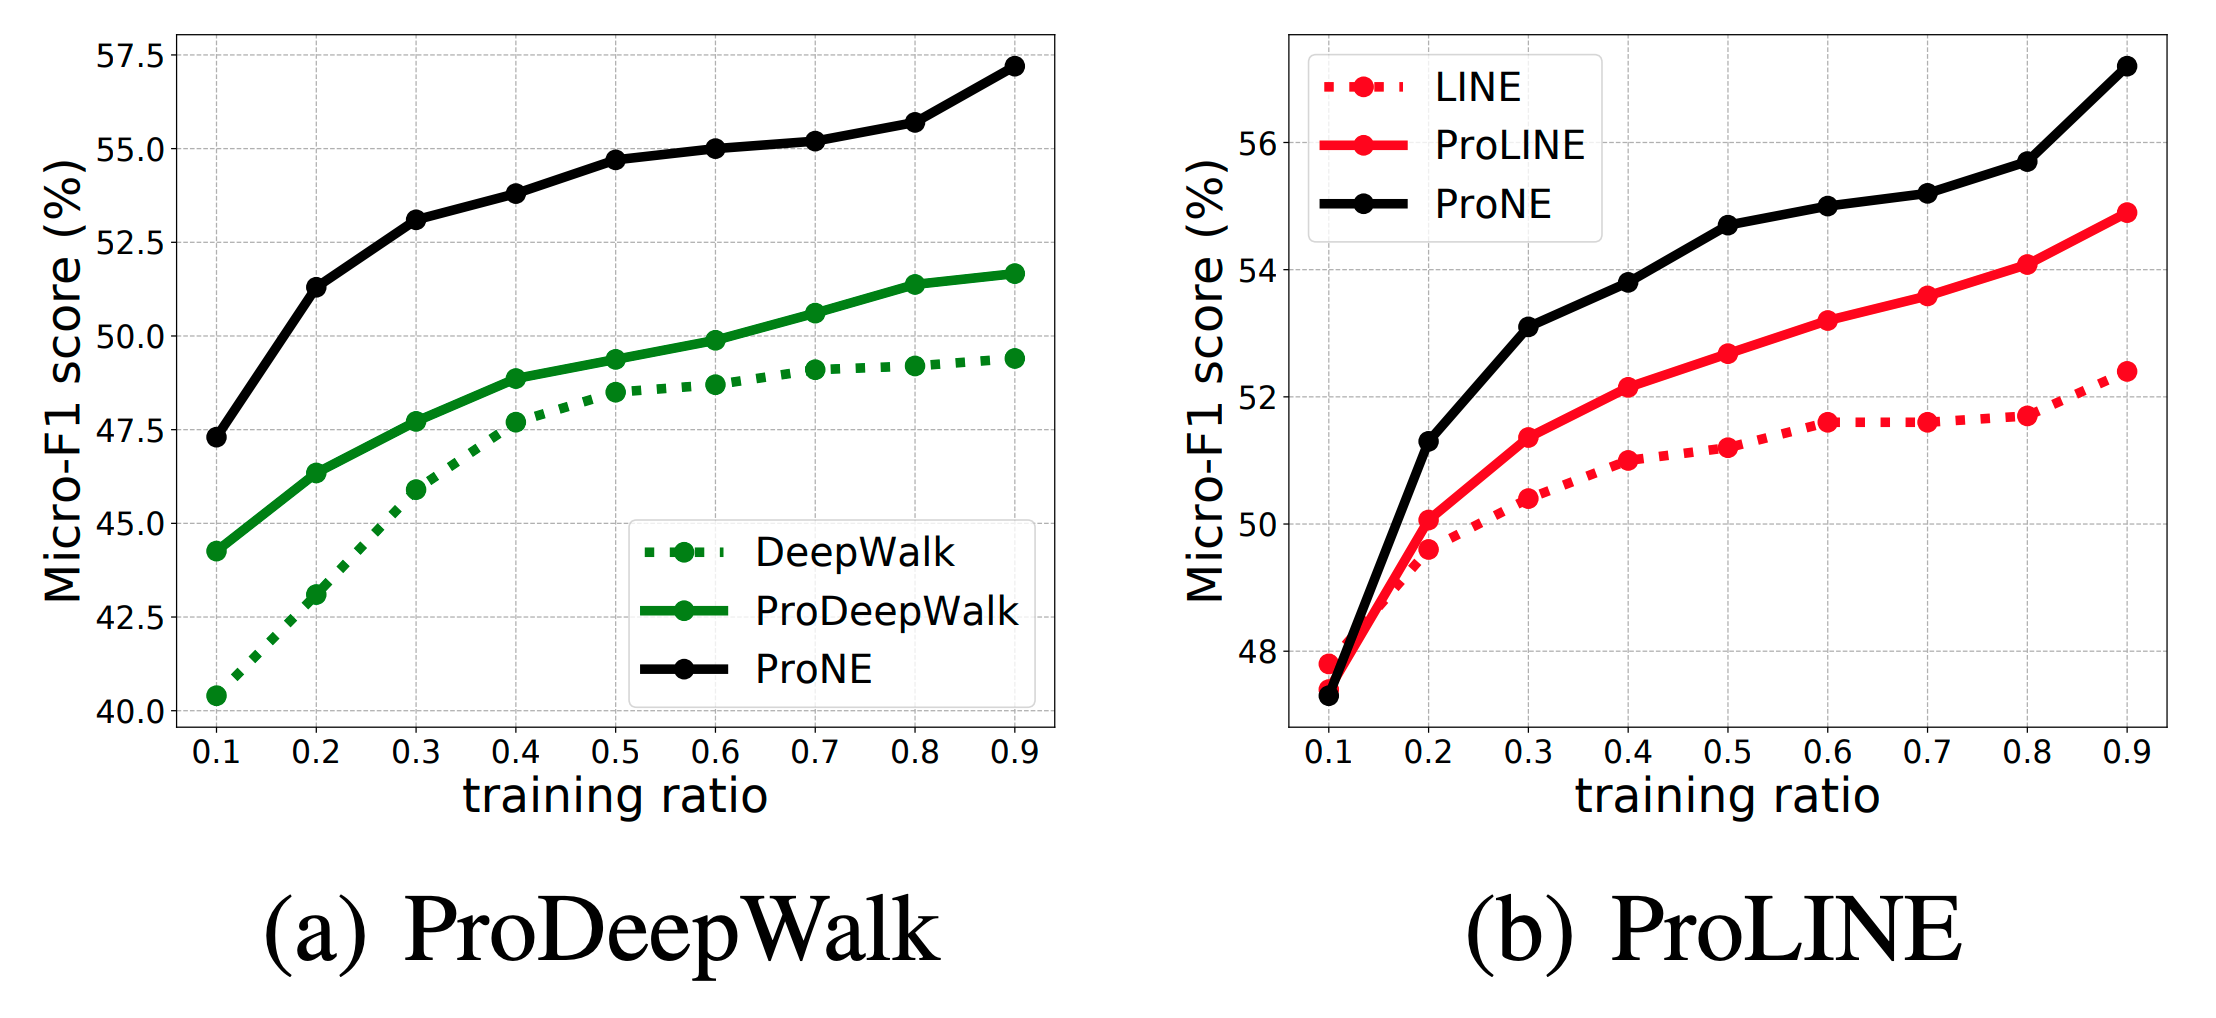 57.5
55.0
52.5
50.0
47.5
45.0
42.5
40.0
Micro-F1 score (%)
DeepWalk
ProDeepWalk
ProNE
0.1 0.2 0.3 0.4 0.5 0.6 0.7 0.8 0.9
training ratio
(a) ProDeepWalk
56
54
52
50
48
Micro-F1 score (%)
LINE
ProLINE
ProNE
0.1 0.2 0.3 0.4 0.5 0.6 0.7 0.8 0.9
training ratio
(b) ProLINE